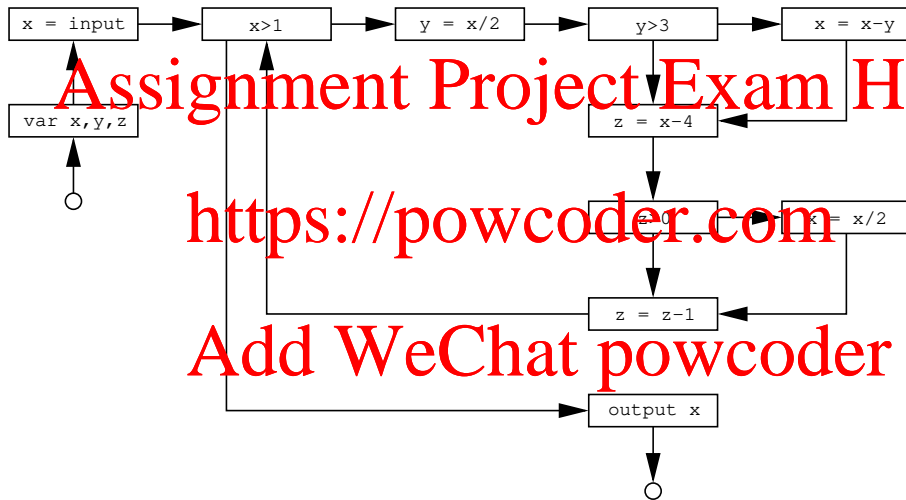 x = input x>1 y = x/2 y>3 x = x-y
Assignment Project Exam H
var x,y,z z = x-4
https://powcoder.com
x = x/2
z = z-1
Add WeChat powcoder
output x